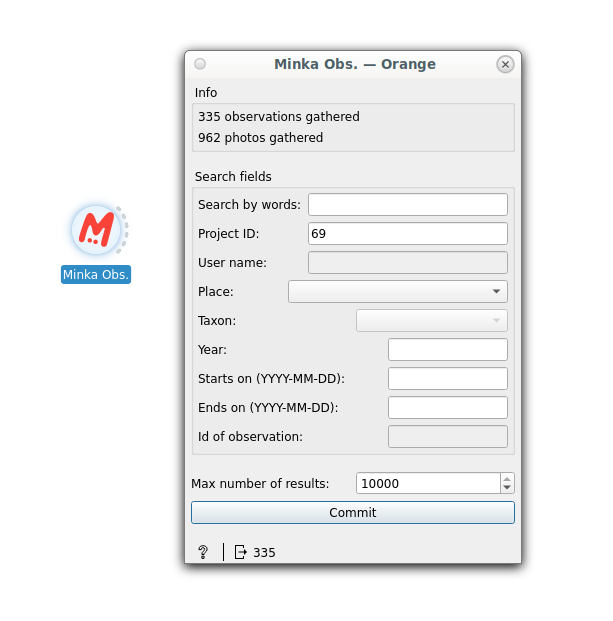 Minka Obs. — Orange
Info
335 observations gathered
962 photos gathered
Search fields
Search by words:
Project ID: 69
User name:
Place:
Taxon:
Year:
Starts on (YYYY-MM-DD):
Ends on (YYYY-MM-DD):
Id of observation:
Max number of results: 10000
Commit
? 335
M
Minka Obs.